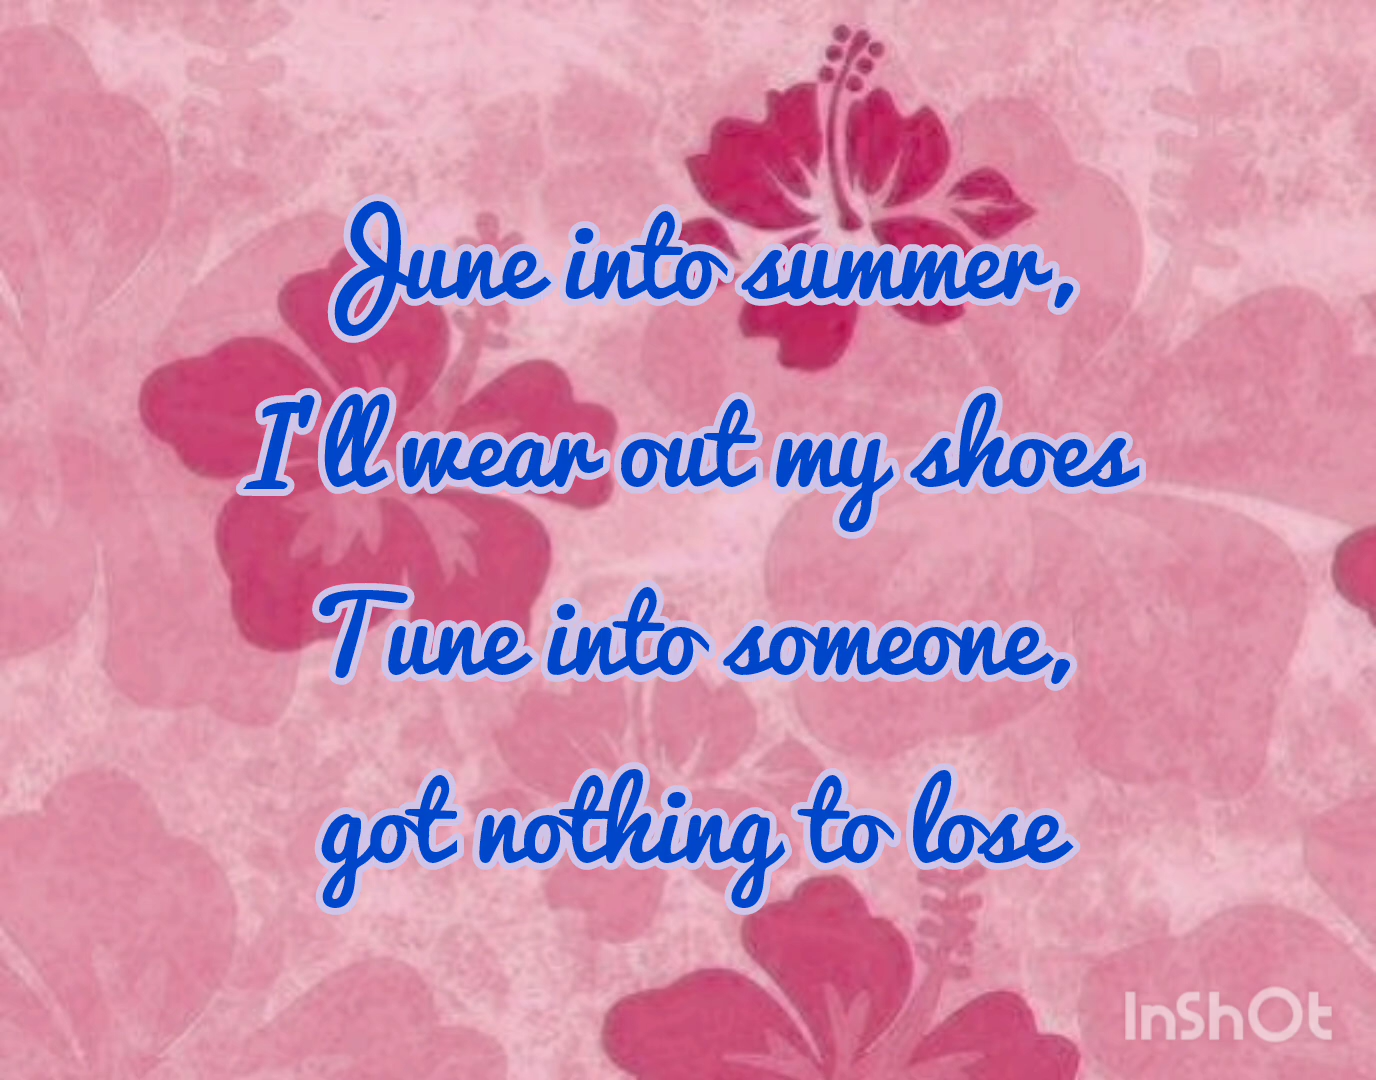 June into summer,
I'll wear out my shoes
Tune into someone,
got nothing to lose
InShOt